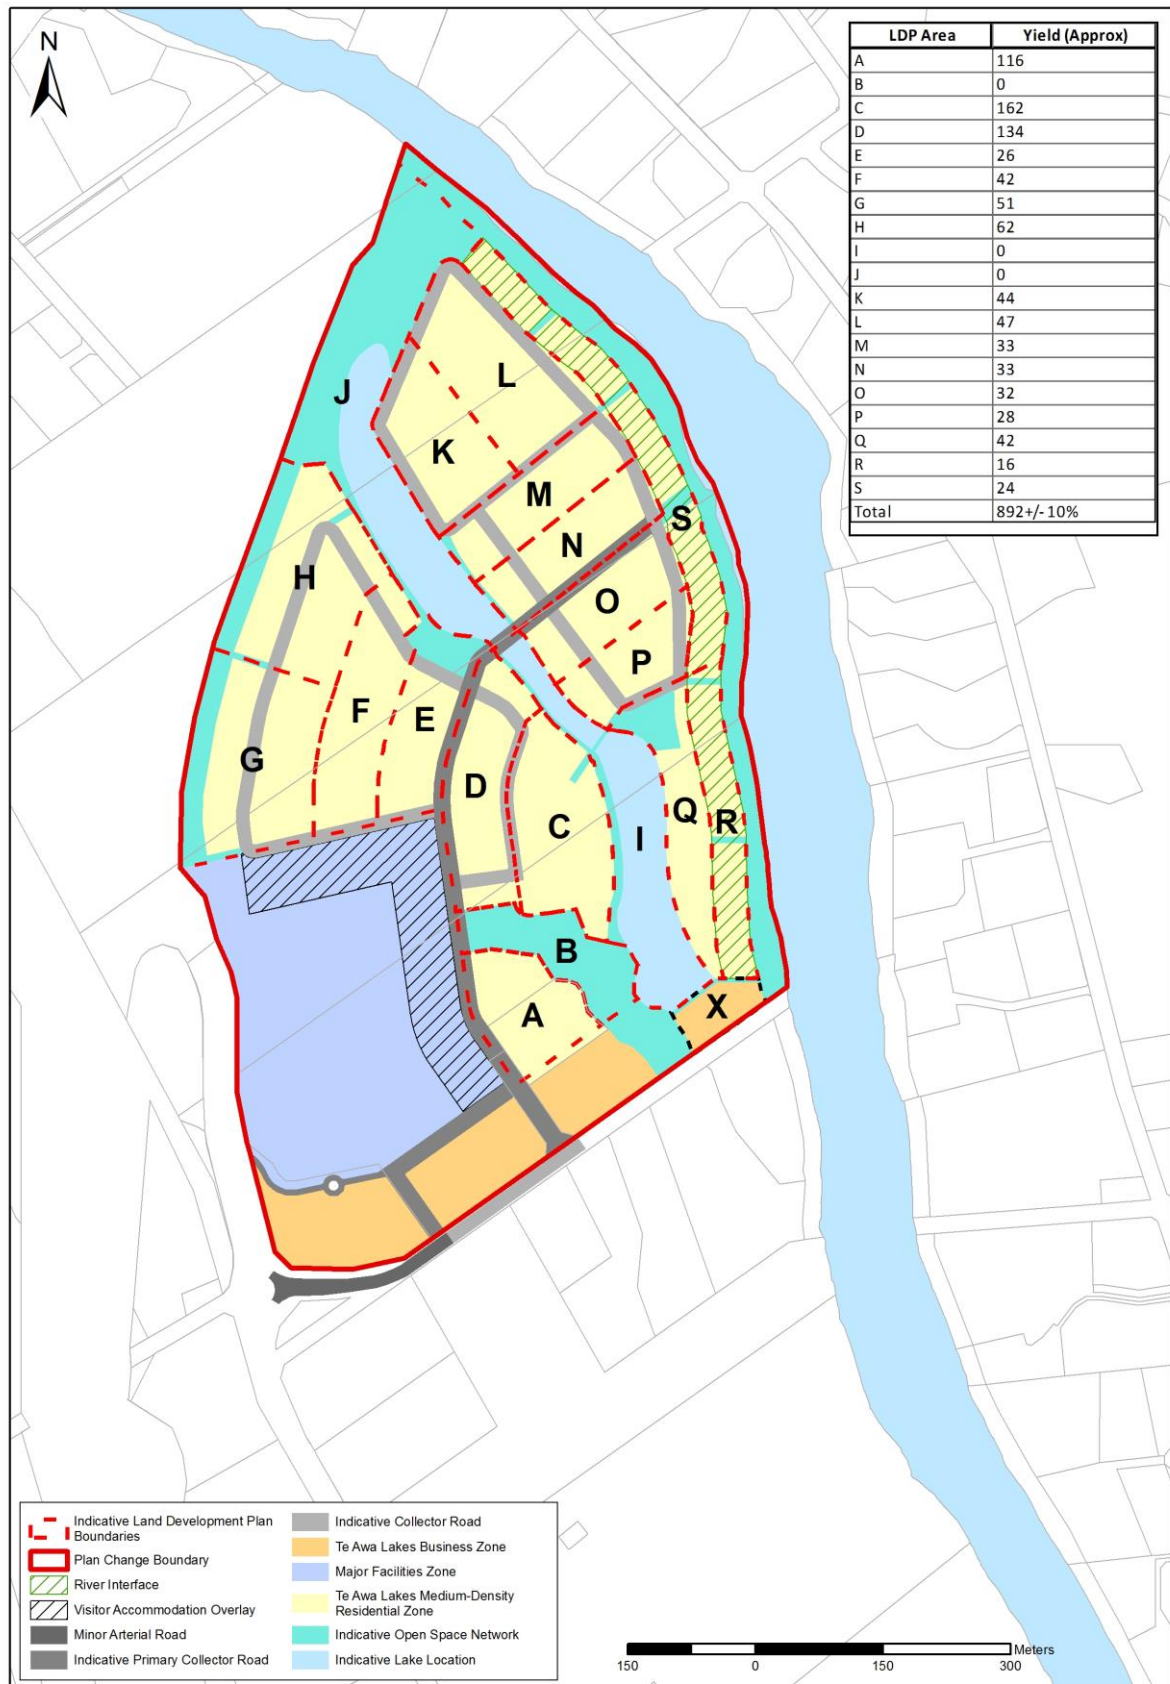 N
LDP Area Yield (Approx)
A 116
B 0
C 162
D 134
E 26
F 42
G 51
H 62
I 0
J 0
K 44
L 47
M 33
N 33
O 32
P 28
Q 42
R 16
S 24
Total 892+/- 10%
L
J
K
M
S
N
H
O
P
F
E
G
D
Q
R
C
I
B
X
A
Indicative Land Development Plan
Boundaries
Plan Change Boundary
River Interface
Visitor Accommodation Overlay
Minor Arterial Road
Indicative Primary Collector Road
Indicative Collector Road
Te Awa Lakes Business Zone
Major Facilities Zone
Te Awa Lakes Medium-Density
Residential Zone
Indicative Open Space Network
Indicative Lake Location
Meters
150 0 150 300